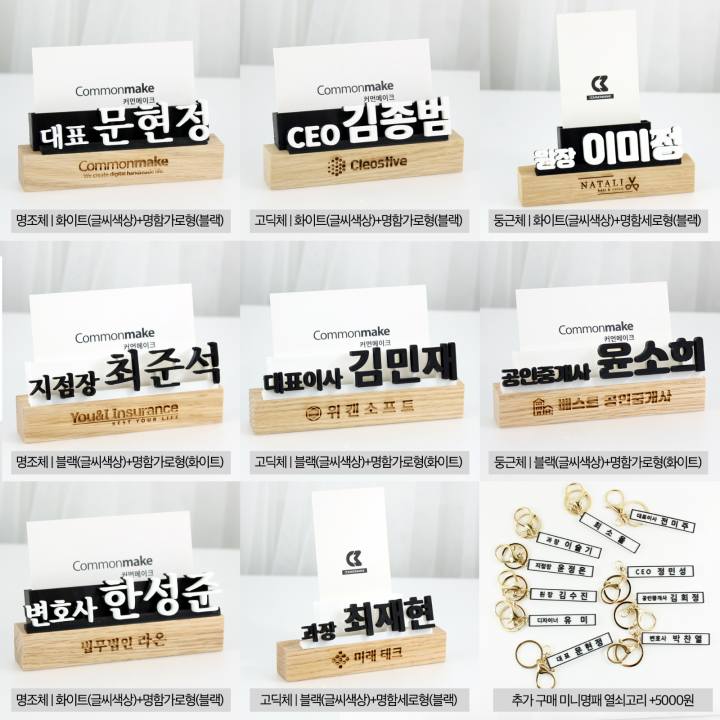 Commonmake
커먼메이크
대표 문현정
Commonmake
We create digital handmade life.
명조체 | 화이트(글씨색상)+명함가로형(블랙)
Commonmake
커먼메이크
CEO 김종범
Cleostive
고딕체 | 화이트(글씨색상)+명함가로형(블랙)
COMMONMAKE
원장 이미정
NATALI
둥근체 | 화이트(글씨색상)+명함세로형(블랙)
Commonmake
커먼메이크
지점장 최준석
You&I Insurance
BEST YOUR LIFE
명조체 | 블랙(글씨색상)+명함가로형(화이트)
Commonmake
커먼메이크
대표이사 김민재
위캔소프트
고딕체 | 블랙(글씨색상)+명함가로형(화이트)
Commonmake
커먼메이크
공인중개사 윤소희
베스트 공인중개사
둥근체 | 블랙(글씨색상)+명함가로형(화이트)
Commonmake
커먼메이크
변호사 한성준
법무법인 라온
명조체 | 화이트(글씨색상)+명함가로형(블랙)
COMMONMAKE
과장 최재현
미래 테크
고딕체 | 블랙(글씨색상)+명함세로형(블랙)
대표이사 전미주
최소율
과장 이슬기
지점장 윤정은
CEO 정민성
원장 김수진
공인중개사 김회정
디자이너 유미
변호사 박찬열
대표 문현정
추가 구매 미니명패 열쇠고리 +5000원